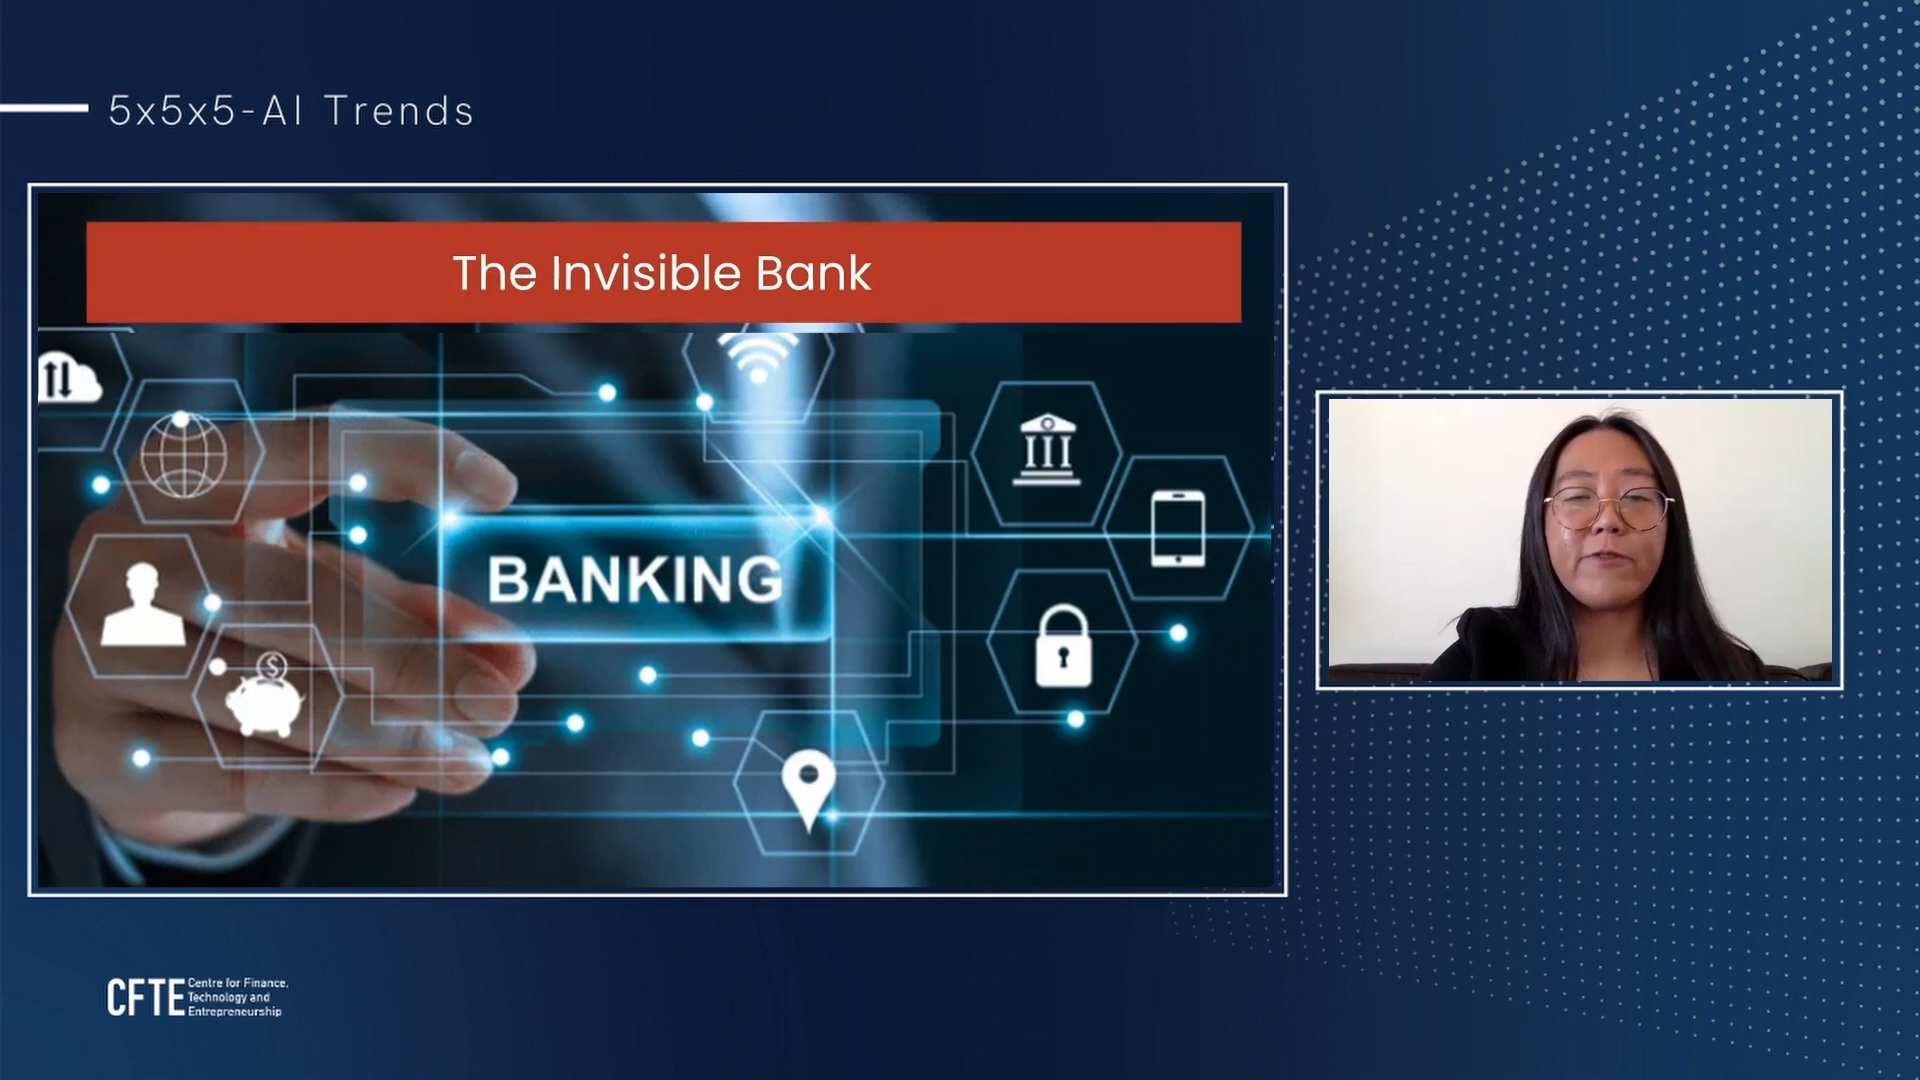 5x5x5-AI Trends
The Invisible Bank
BANKING
$
CFTE
Centre for Finance,
Technology and
Entrepreneurship